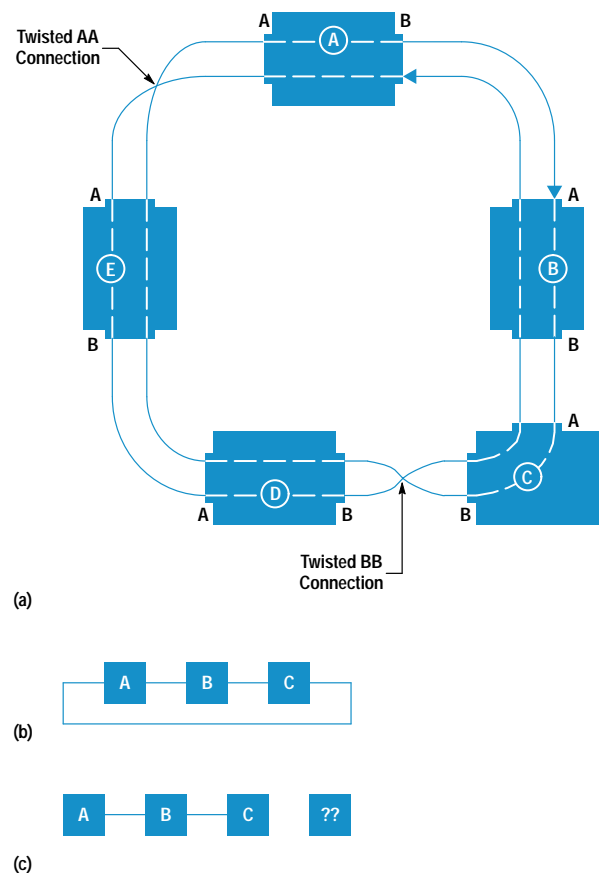 A B
Twisted AA
Connection
A
A A
E B
B B
A
C
D
A B B
Twisted BB
Connection
(a)
A B C
(b)
A B C ??
(c)